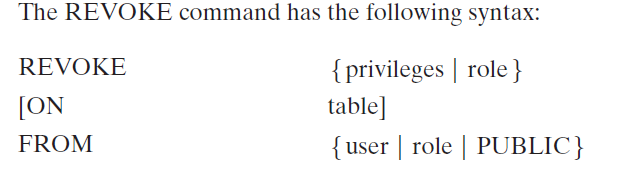 The REVOKE command has the following syntax:
REVOKE {privileges | role}
[ON table]
FROM {user | role | PUBLIC}